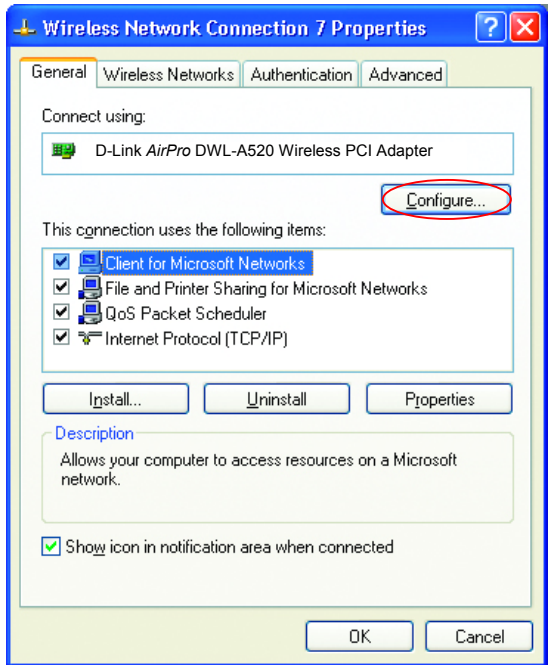 Wireless Network Connection 7 Properties
General Wireless Networks Authentication Advanced
Connect using:
D-Link AirPro DWL-A520 Wireless PCI Adapter
Configure...
This connection uses the following items:
Client for Microsoft Networks
File and Printer Sharing for Microsoft Networks
QoS Packet Scheduler
Internet Protocol (TCP/IP)
Install... Uninstall Properties
Description
Allows your computer to access resources on a Microsoft
network.
Show icon in notification area when connected
OK Cancel